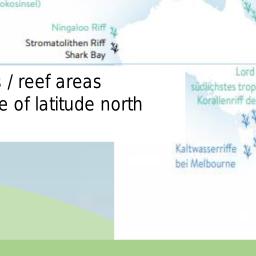 Ningaloo Riff
Stromatolithen Riff
Shark Bay
Lord
/ reef areas
südlichstes trop
of latitude north
Korallenriff de
Kaltwasserriffe
bei Melbourne